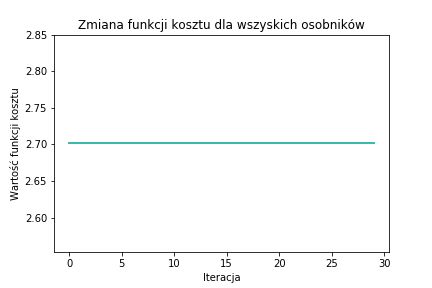 Zmiana funkcji kosztu dla wszyskich osobników
2.85
2.80
2.75
2.70
2.65
2.60
Wartość funkcji kosztu
0 5 10 15 20 25 30
Iteracja